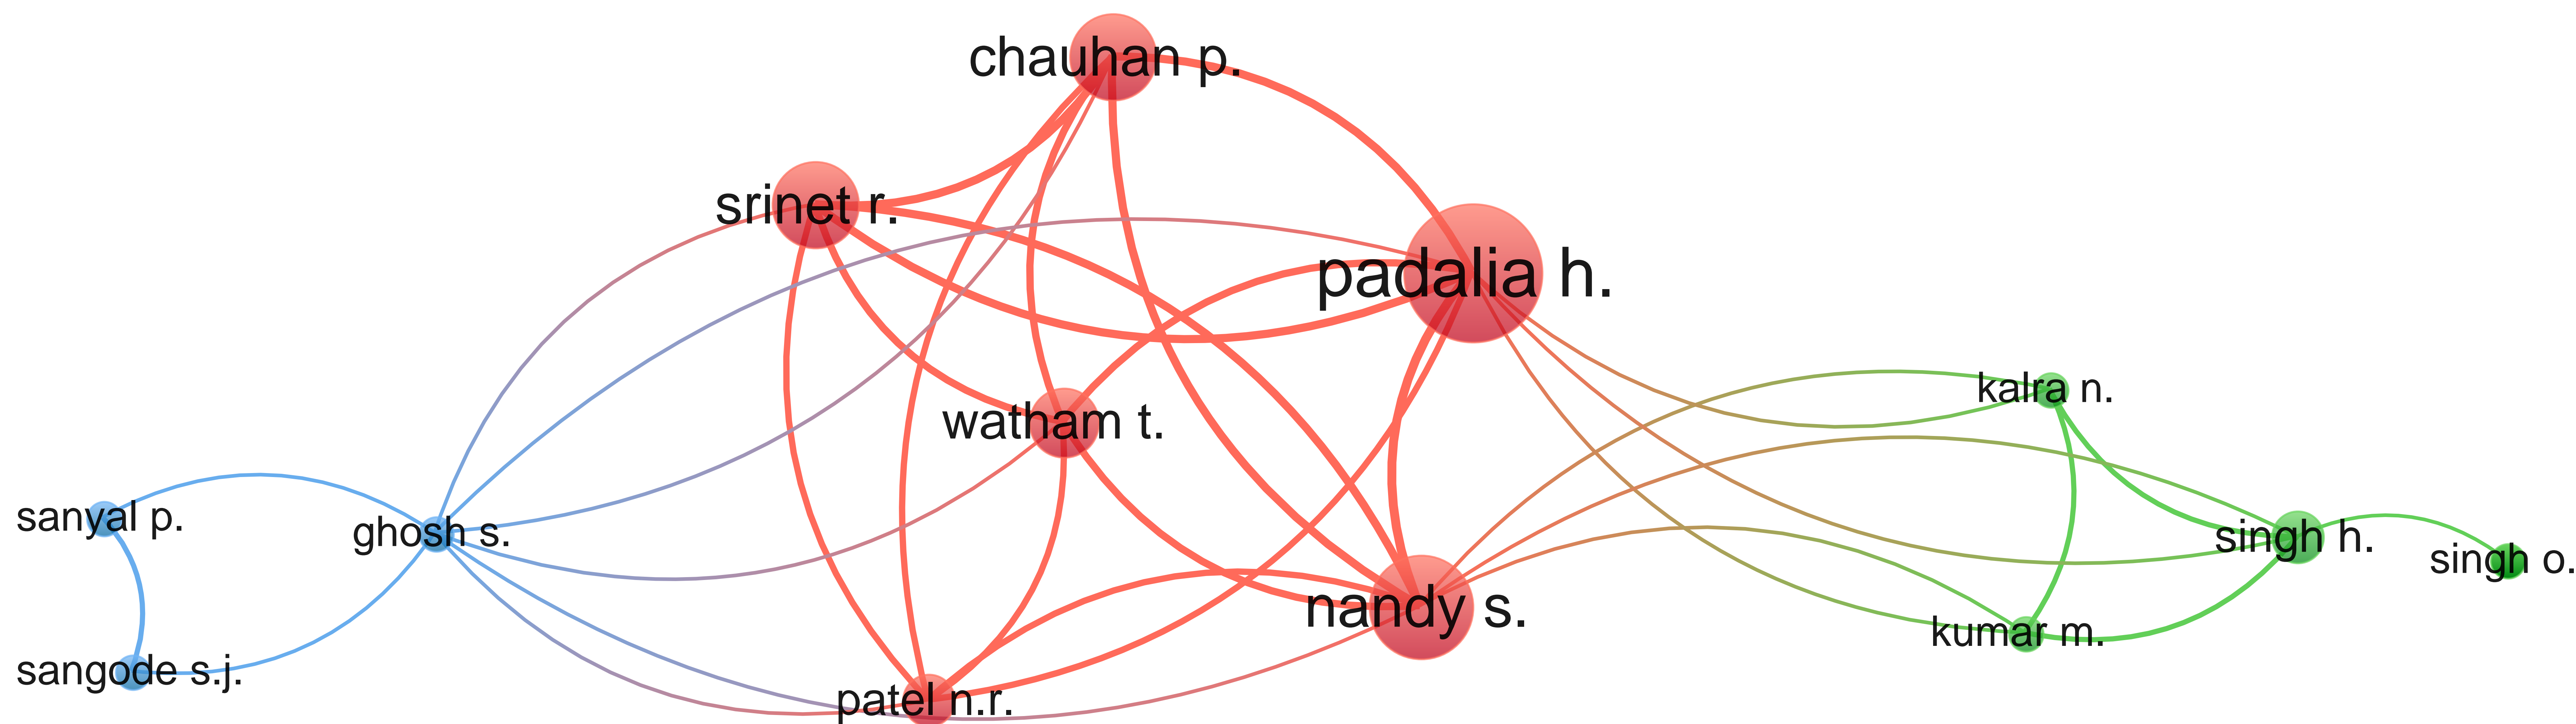 chauhan p.
srinet r.
padalia h.
kalra n.
watham t.
sanyal p.
ghosh s.
singh h.
singh o.
nandy s.
kumar m.
sangode s.j.
patel n.r.